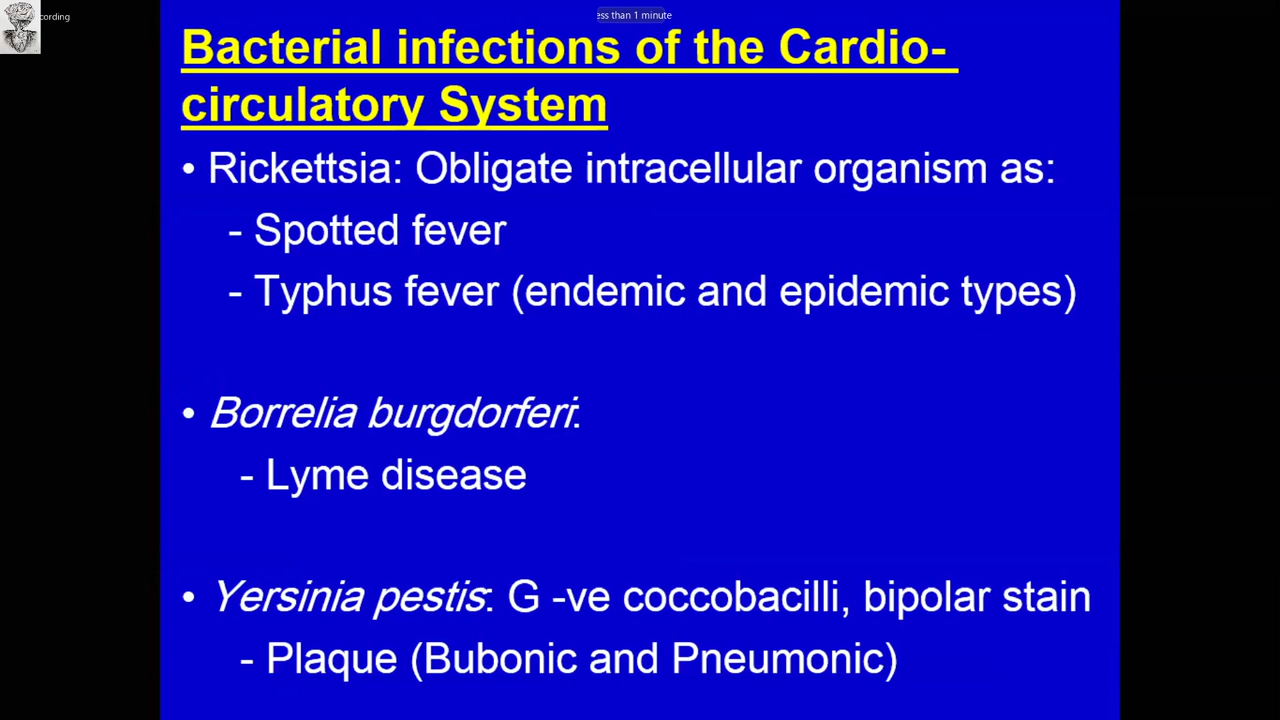 cording
ess than 1 minute
Bacterial infections of the Cardio-
circulatory System
• Rickettsia: Obligate intracellular organism as:
- Spotted fever
- Typhus fever (endemic and epidemic types)
• Borrelia burgdorferi:
- Lyme disease
• Yersinia pestis: G -ve coccobacilli, bipolar stain
- Plaque (Bubonic and Pneumonic)